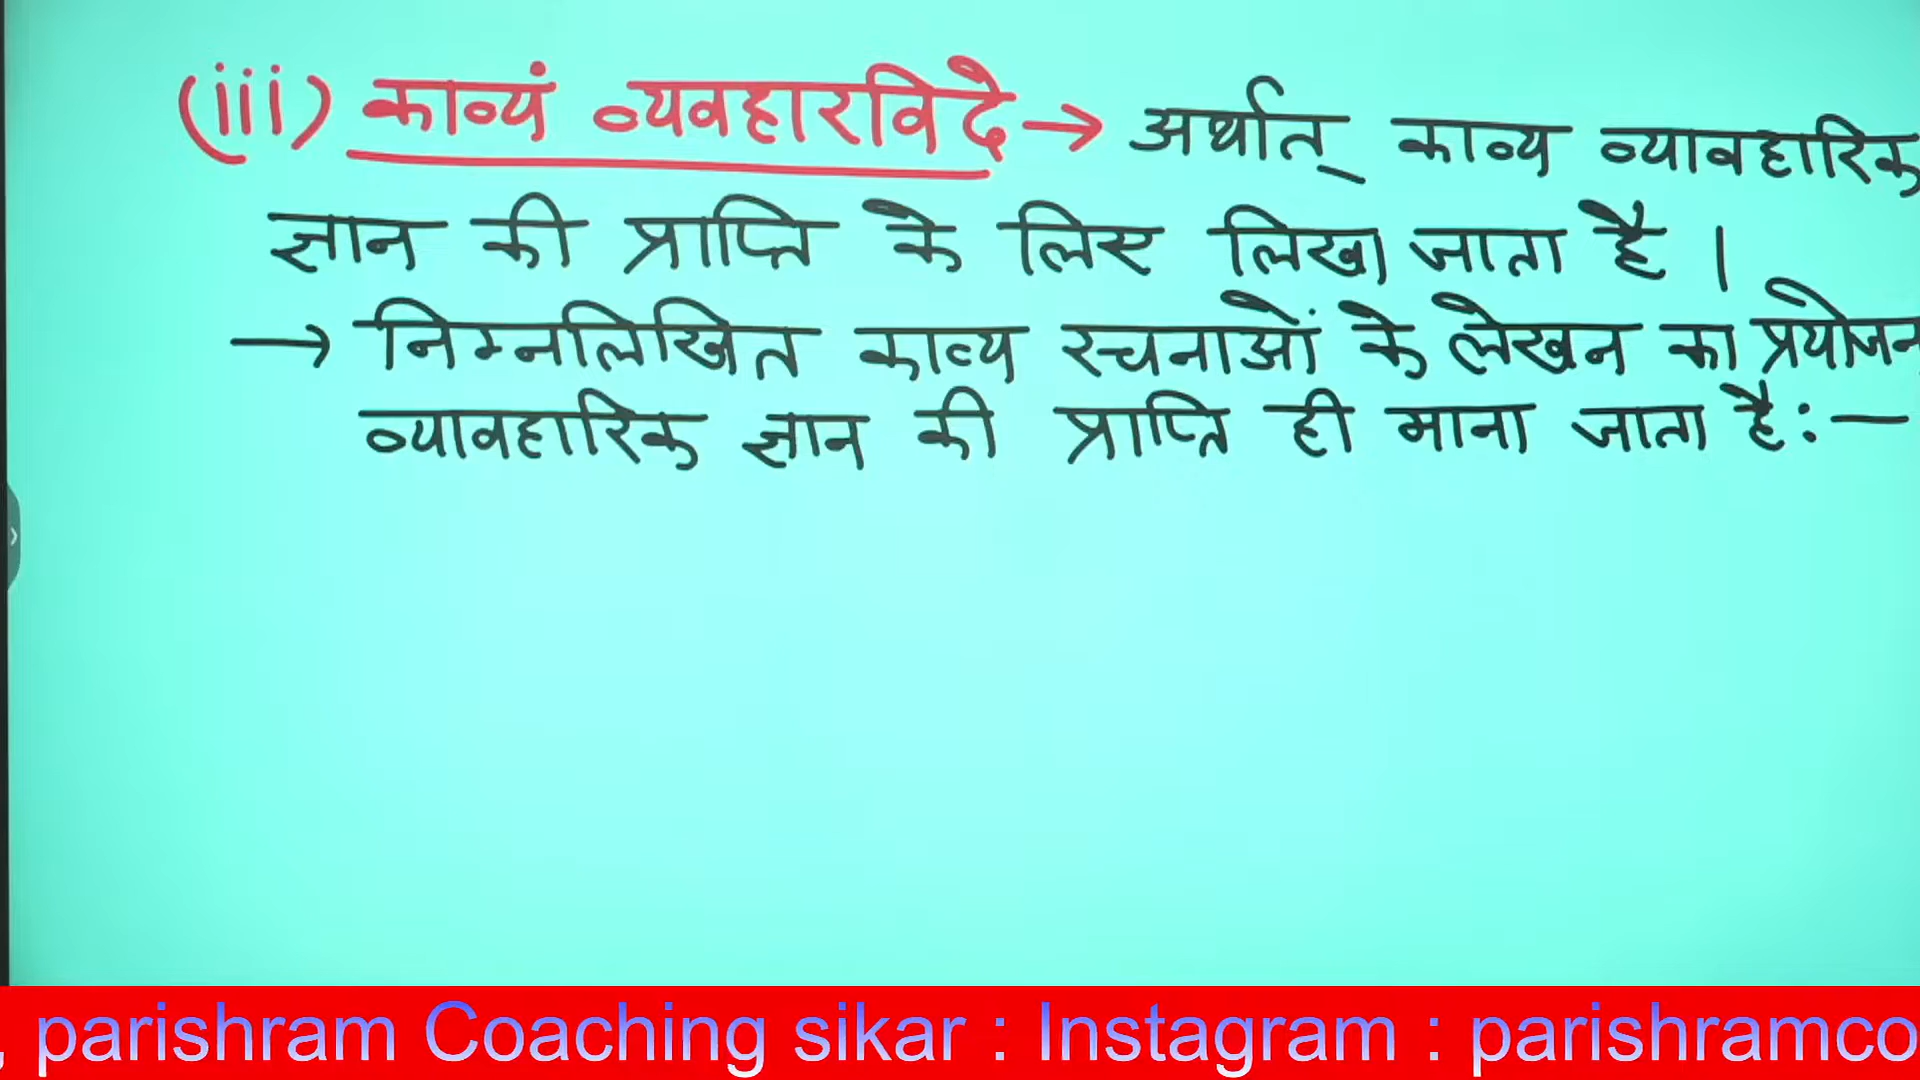 (iii) काव्यं व्यवहारविदे → अर्थात् काव्य व्यावहारिक
ज्ञान की प्राप्ति के लिए लिखा जाता है ।
→ निम्नलिखित काव्य रचनाओं के लेखन का प्रयोजन
व्यावहारिक ज्ञान की प्राप्ति ही माना जाता है:—
, parishram Coaching sikar : Instagram : parishramco